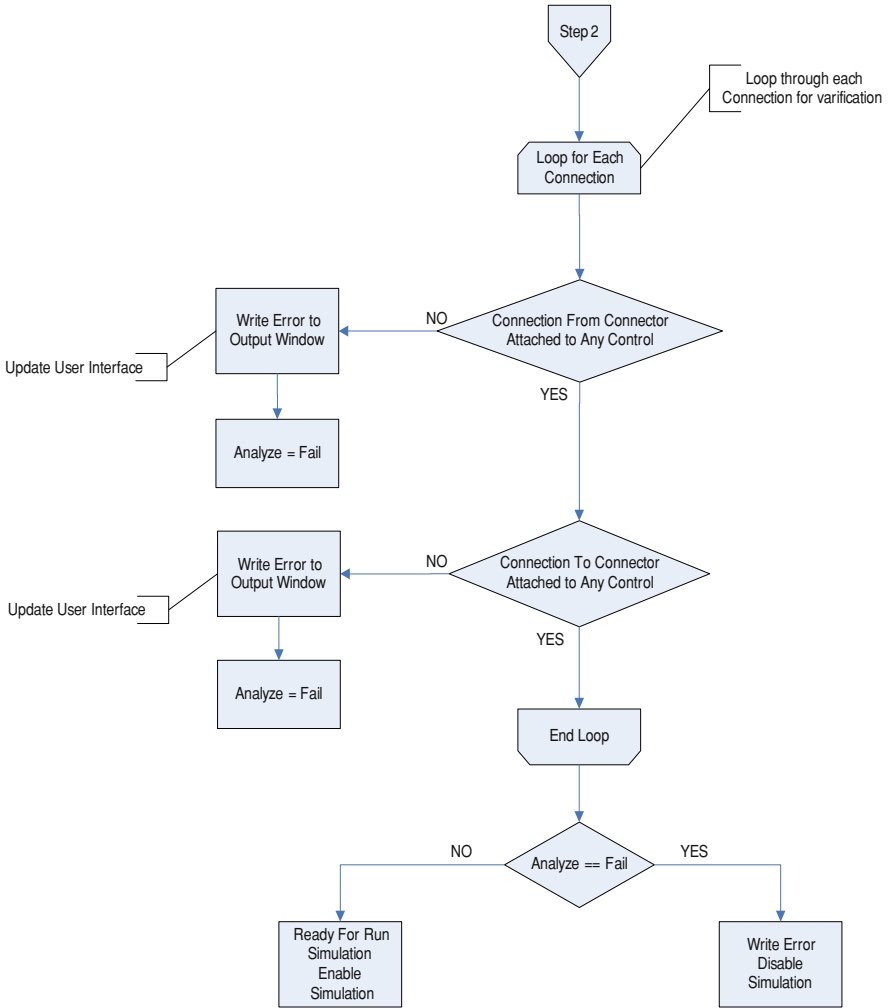 Step 2
Loop through each
Connection for varification
Loop for Each
Connection
Connection From Connector
Attached to Any Control
NO
Write Error to
Output Window
Update User Interface
YES
Analyze = Fail
Connection To Connector
Attached to Any Control
NO
Write Error to
Output Window
Update User Interface
YES
Analyze = Fail
End Loop
Analyze == Fail
NO
YES
Ready For Run
Simulation
Enable
Simulation
Write Error
Disable
Simulation